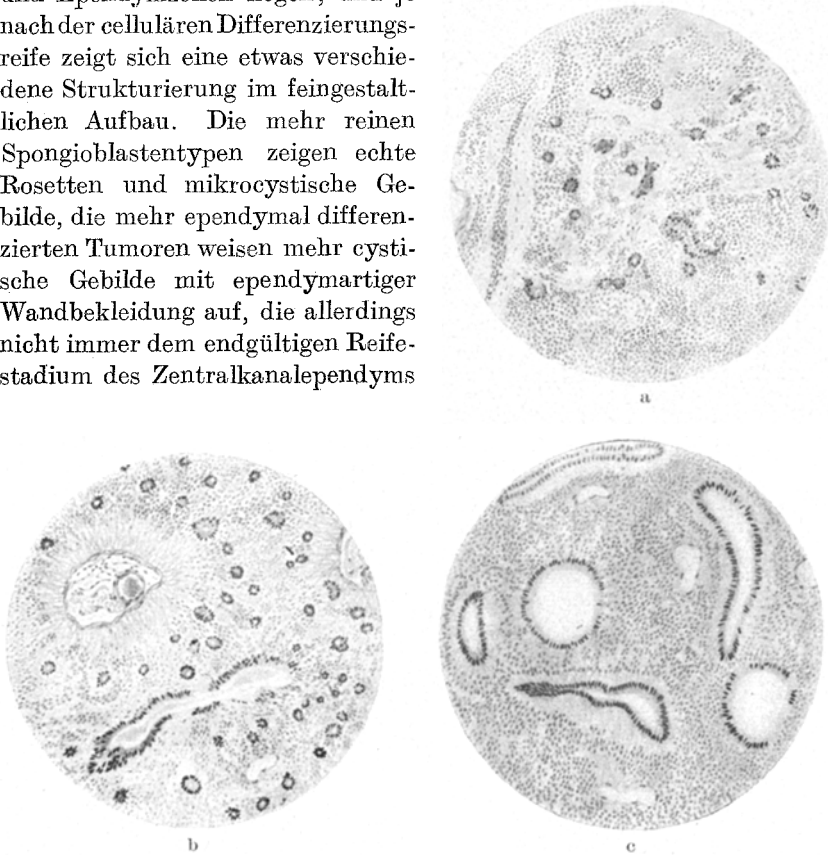 nach der cellulären Differenzierungs-
reife zeigt sich eine etwas verschie-
dene Strukturierung im feingestalt-
lichen Aufbau. Die mehr reinen
Spongioblastentypen zeigen echte
Rosetten und mikrocystische Ge-
bilde, die mehr ependymal differen-
zierten Tumoren weisen mehr cysti-
sche Gebilde mit ependymartiger
Wandbekleidung auf, die allerdings
nicht immer dem endgültigen Reife-
stadium des Zentralkanalependyms
a
b
c